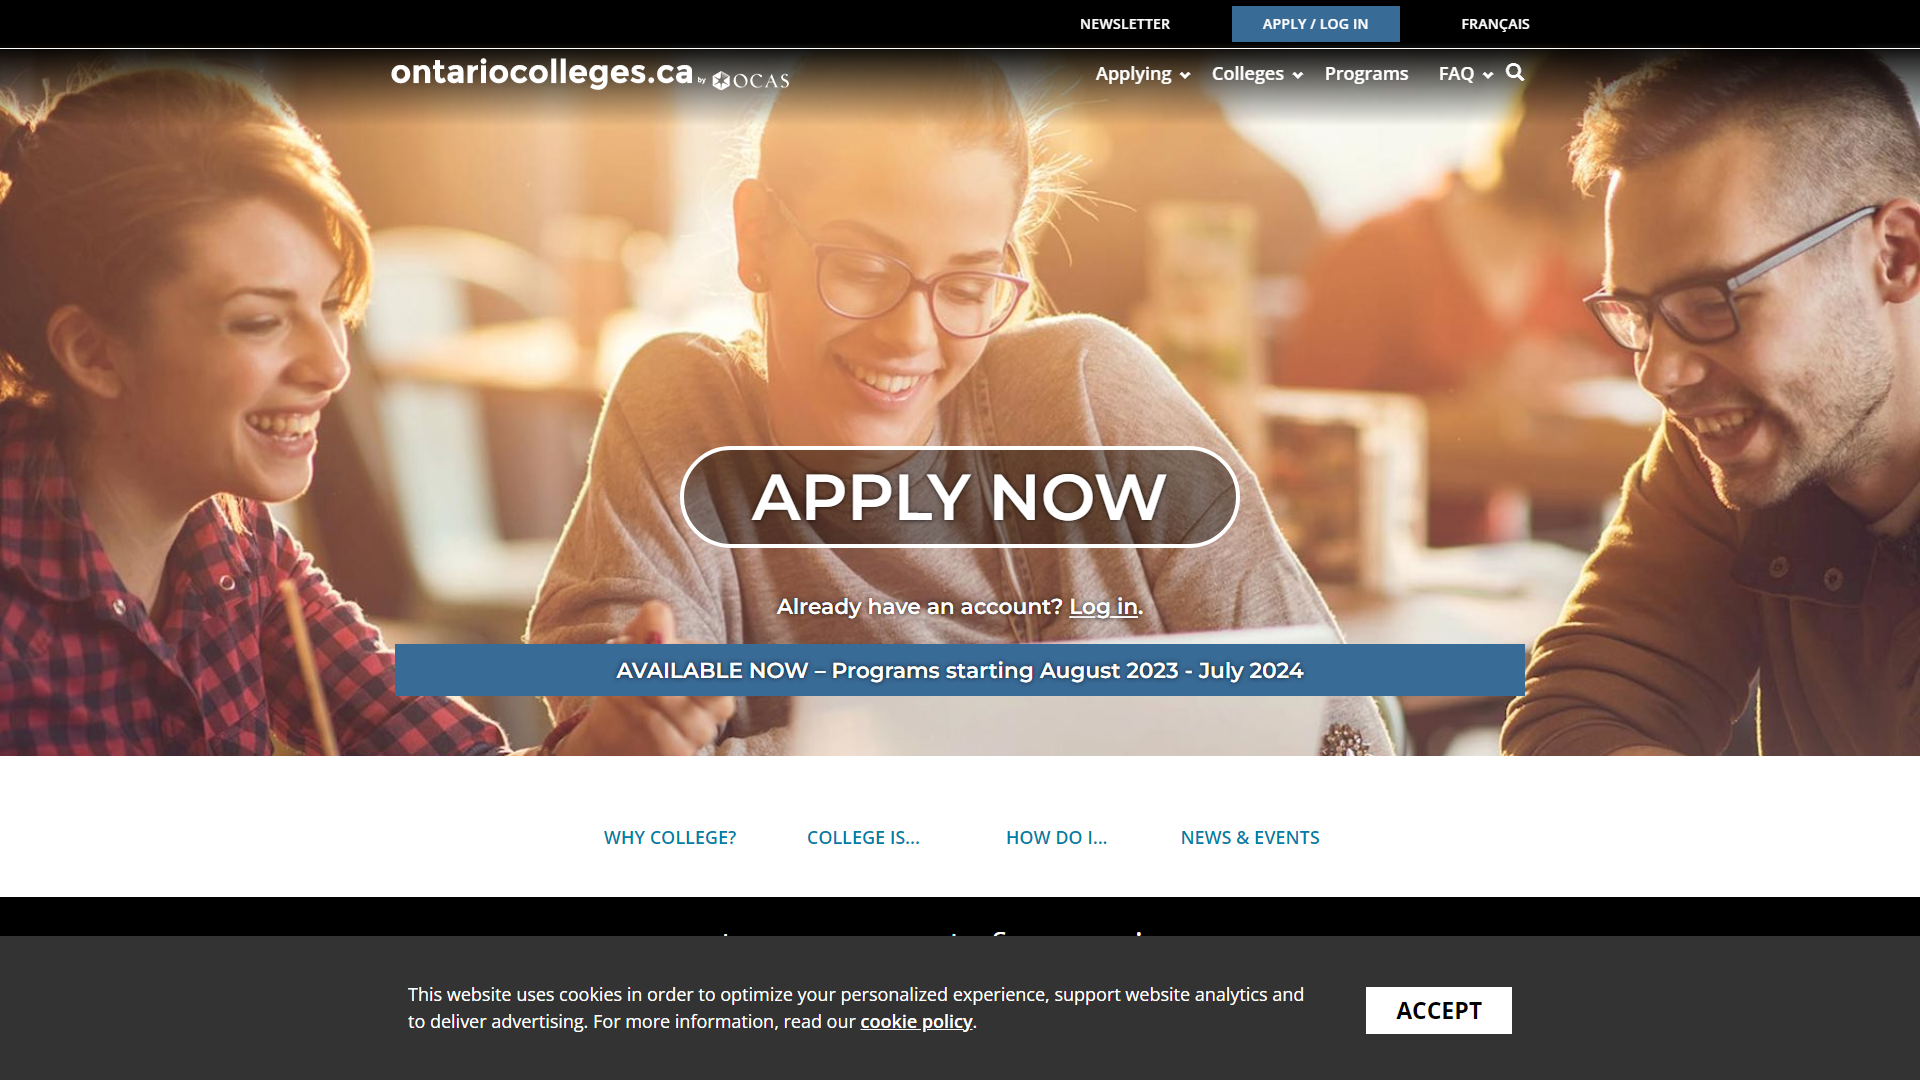 NEWSLETTER
APPLY / LOG IN
FRANÇAIS
ontariocolleges.ca by OCAS
Applying
Colleges
Programs
FAQ
APPLY NOW
Already have an account? Log in.
AVAILABLE NOW – Programs starting August 2023 - July 2024
WHY COLLEGE?
COLLEGE IS...
HOW DO I...
NEWS & EVENTS
This website uses cookies in order to optimize your personalized experience, support website analytics and
to deliver advertising. For more information, read our cookie policy.
ACCEPT